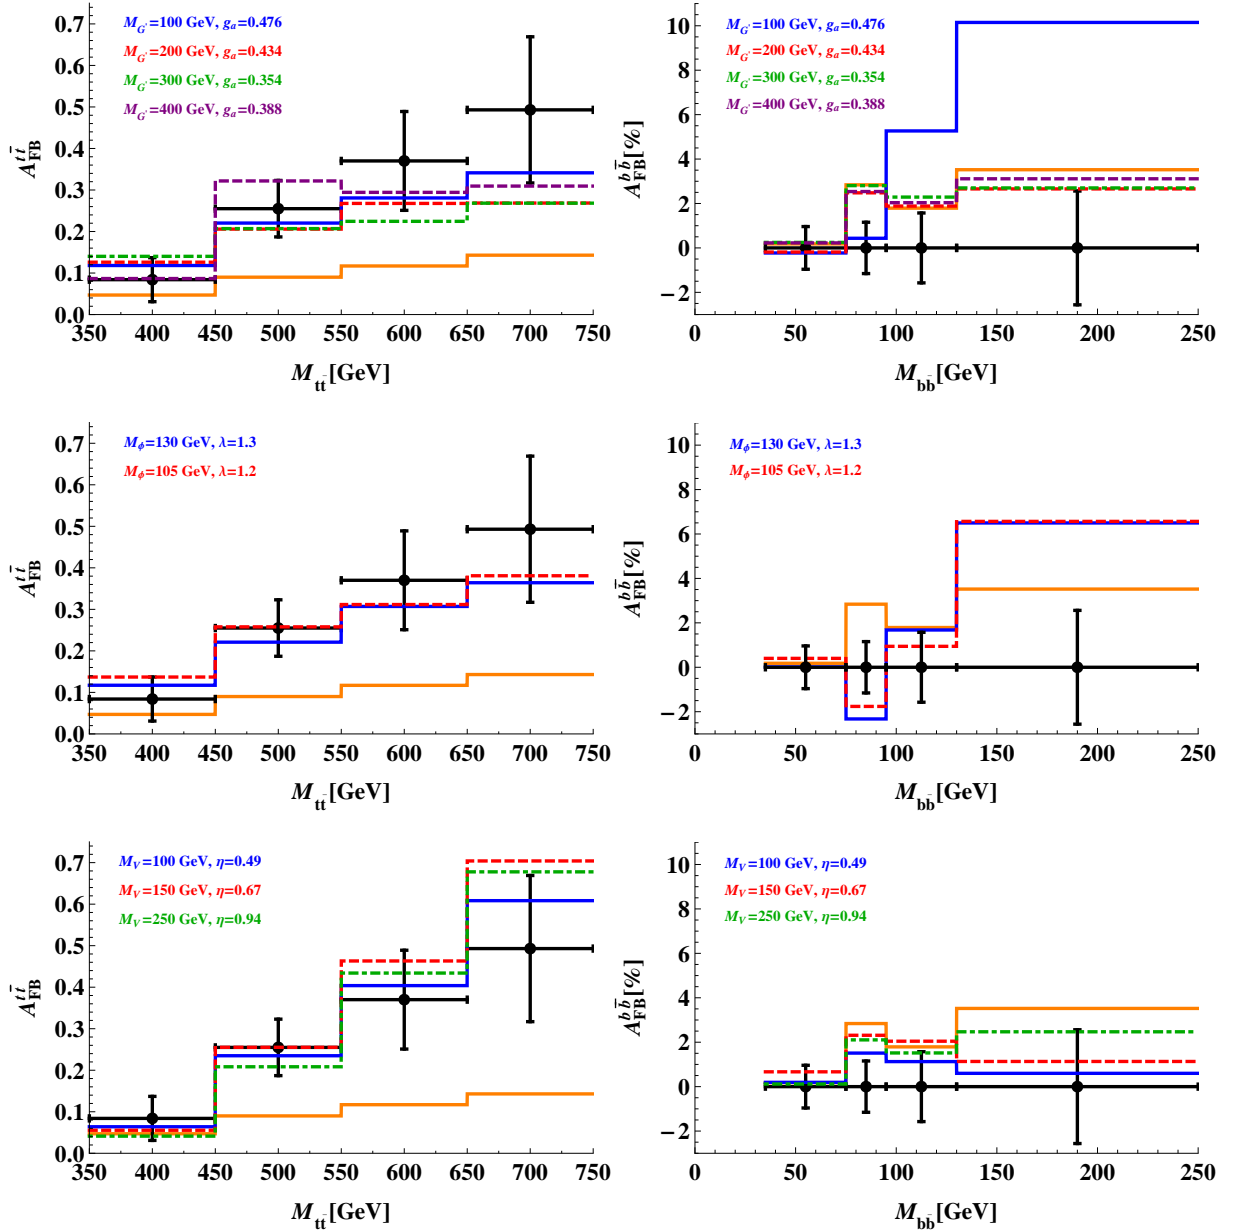 M_G'=100 GeV, g_a=0.476
M_G'=200 GeV, g_a=0.434
M_G'=300 GeV, g_a=0.354
M_G'=400 GeV, g_a=0.388
A_FB^{tt̄}
0.7
0.6
0.5
0.4
0.3
0.2
0.1
0.0
350 400 450 500 550 600 650 700 750
M_{tt̄}[GeV]
M_G'=100 GeV, g_a=0.476
M_G'=200 GeV, g_a=0.434
M_G'=300 GeV, g_a=0.354
M_G'=400 GeV, g_a=0.388
A_FB^{bb̄}[%]
10
8
6
4
2
0
−2
0 50 100 150 200 250
M_{bb̄}[GeV]
M_ϕ=130 GeV, λ=1.3
M_ϕ=105 GeV, λ=1.2
A_FB^{tt̄}
0.7
0.6
0.5
0.4
0.3
0.2
0.1
0.0
350 400 450 500 550 600 650 700 750
M_{tt̄}[GeV]
M_ϕ=130 GeV, λ=1.3
M_ϕ=105 GeV, λ=1.2
A_FB^{bb̄}[%]
10
8
6
4
2
0
−2
0 50 100 150 200 250
M_{bb̄}[GeV]
M_V=100 GeV, η=0.49
M_V=150 GeV, η=0.67
M_V=250 GeV, η=0.94
A_FB^{tt̄}
0.7
0.6
0.5
0.4
0.3
0.2
0.1
0.0
350 400 450 500 550 600 650 700 750
M_{tt̄}[GeV]
M_V=100 GeV, η=0.49
M_V=150 GeV, η=0.67
M_V=250 GeV, η=0.94
A_FB^{bb̄}[%]
10
8
6
4
2
0
−2
0 50 100 150 200 250
M_{bb̄}[GeV]